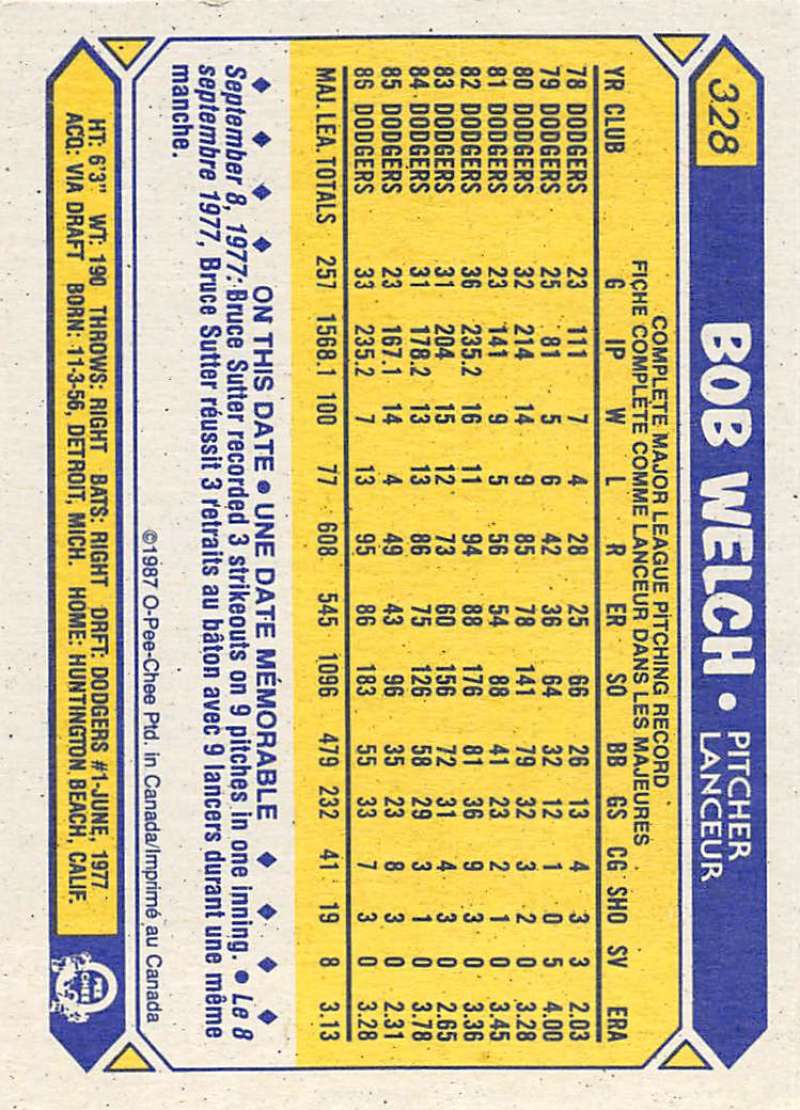 328
BOB WELCH • PITCHER
LANCEUR
COMPLETE MAJOR LEAGUE PITCHING RECORD
FICHE COMPLÈTE COMME LANCEUR DANS LES MAJEURES
YR CLUB G IP W L R ER SO BB GS CG SHO SV ERA
78 DODGERS 23 111 7 4 28 25 66 26 13 4 3 3 2.03
79 DODGERS 25 81 5 6 42 36 64 32 12 1 0 5 4.00
80 DODGERS 32 214 14 9 85 78 141 79 32 3 2 0 3.28
81 DODGERS 23 141 9 5 56 54 88 41 23 2 1 0 3.45
82 DODGERS 36 235.2 16 11 94 88 176 81 36 9 3 0 3.36
83 DODGERS 31 204 15 12 73 60 156 72 31 4 3 0 2.65
84 DODGERS 31 178.2 13 13 86 75 126 58 29 3 1 0 3.78
85 DODGERS 23 167.1 14 4 49 43 96 35 23 8 3 0 2.31
86 DODGERS 33 235.2 7 13 95 86 183 55 33 7 3 0 3.28
MAJ. LEA. TOTALS 257 1568.1 100 77 608 545 1096 479 232 41 19 8 3.13
ON THIS DATE • UNE DATE MÉMORABLE
September 8, 1977: Bruce Sutter recorded 3 strikeouts on 9 pitches in one inning. • Le 8
septembre 1977, Bruce Sutter réussit 3 retraits au bâton avec 9 lancers durant une même
manche.
©1987 O-Pee-Chee Ptd. in Canada/Imprimé au Canada
HT: 6'3" WT: 190 THROWS: RIGHT BATS: RIGHT DRFT: DODGERS #1-JUNE, 1977
ACQ: VIA DRAFT BORN: 11-3-56, DETROIT, MICH. HOME: HUNTINGTON BEACH, CALIF.